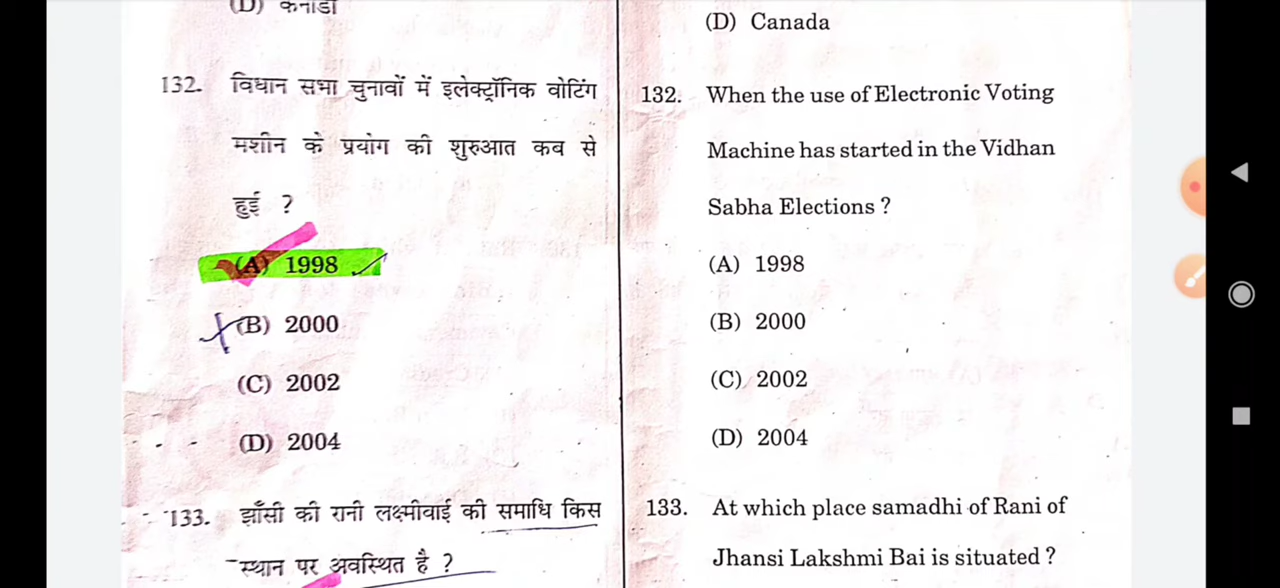 (D) कनाडा
132. विधान सभा चुनावों में इलेक्ट्रॉनिक वोटिंग
मशीन के प्रयोग की शुरुआत कब से
हुई ?
(A) 1998
(B) 2000
(C) 2002
(D) 2004
133. झाँसी की रानी लक्ष्मीवाई की समाधि किस
स्थान पर अवस्थित है ?
(D) Canada
132. When the use of Electronic Voting
Machine has started in the Vidhan
Sabha Elections ?
(A) 1998
(B) 2000
(C) 2002
(D) 2004
133. At which place samadhi of Rani of
Jhansi Lakshmi Bai is situated ?